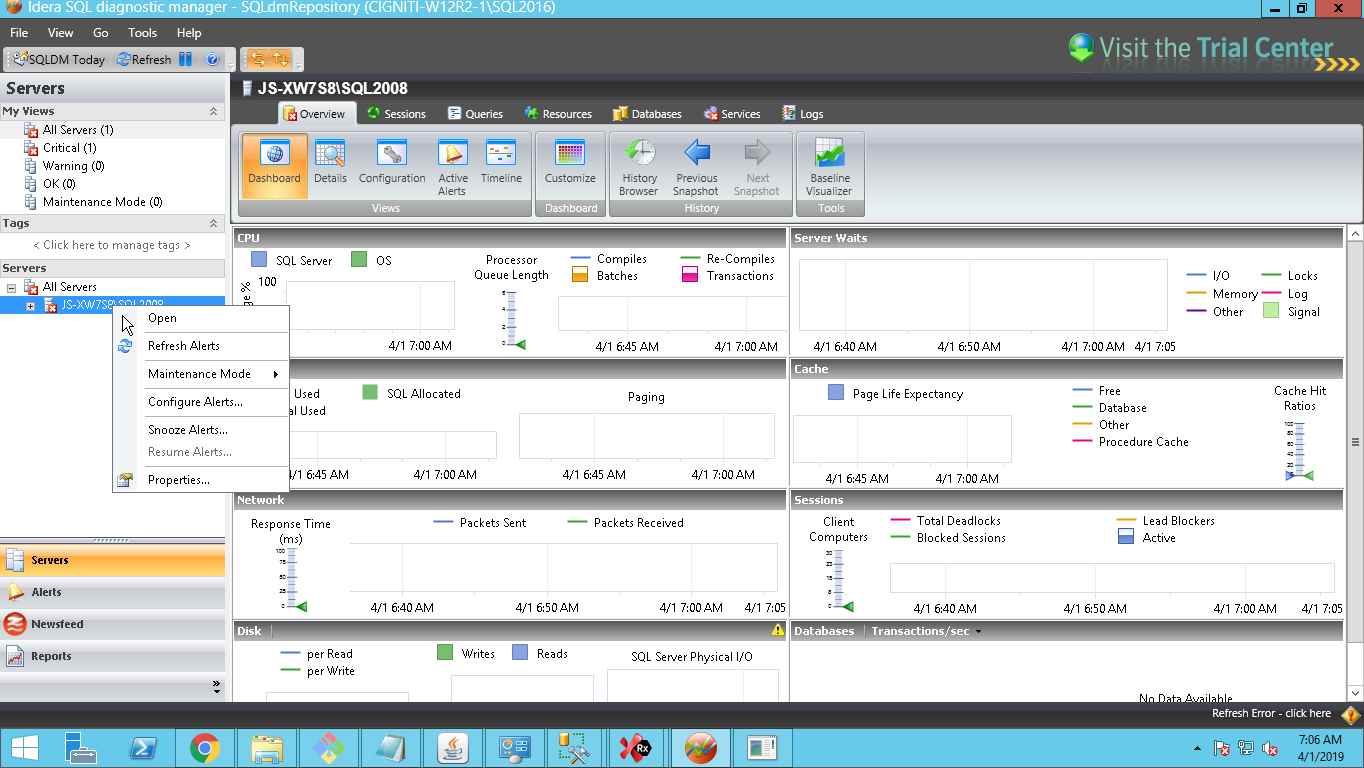 Idera SQL diagnostic manager - SQLdmRepository (CIGNITI-W12R2-1\SQL2016)
File View Go Tools Help
SQLDM Today Refresh
Visit the Trial Center
Servers
My Views
All Servers (1)
Critical (1)
Warning (0)
OK (0)
Maintenance Mode (0)
Tags
< Click here to manage tags >
Servers
All Servers
JS-XW7S8\SQL2008
Open
Refresh Alerts
Maintenance Mode
Configure Alerts...
Snooze Alerts...
Resume Alerts...
Properties...
Servers
Alerts
Newsfeed
Reports
JS-XW7S8\SQL2008
Overview Sessions Queries Resources Databases Services Logs
Dashboard Details Configuration Active Alerts Timeline
Views
Customize
Dashboard
History Browser Previous Snapshot Next Snapshot
History
Baseline Visualizer
Tools
CPU
SQL Server OS
100
Processor Queue Length
Compiles Re-Compiles
Batches Transactions
4/1 7:00 AM
4/1 6:45 AM 4/1 7:00 AM
Server Waits
I/O Locks
Memory Log
Other Signal
4/1 6:40 AM 4/1 6:50 AM 4/1 7:00 AM 4/1 7:05
Used
al Used
SQL Allocated
Paging
4/1 6:45 AM 4/1 7:00 AM
4/1 6:45 AM 4/1 7:00 AM
Cache
Page Life Expectancy
Free
Database
Other
Procedure Cache
Cache Hit Ratios
4/1 6:45 AM 4/1 7:00 AM
Network
Response Time (ms)
Packets Sent Packets Received
4/1 6:40 AM 4/1 6:50 AM 4/1 7:00 AM 4/1 7:05
Sessions
Client Computers
Total Deadlocks Lead Blockers
Blocked Sessions Active
4/1 6:40 AM 4/1 6:50 AM 4/1 7:00 AM 4/1 7:05
Disk
per Read
per Write
Writes Reads
SQL Server Physical I/O
Databases Transactions/sec
No Data Available
Refresh Error - click here
7:06 AM
4/1/2019